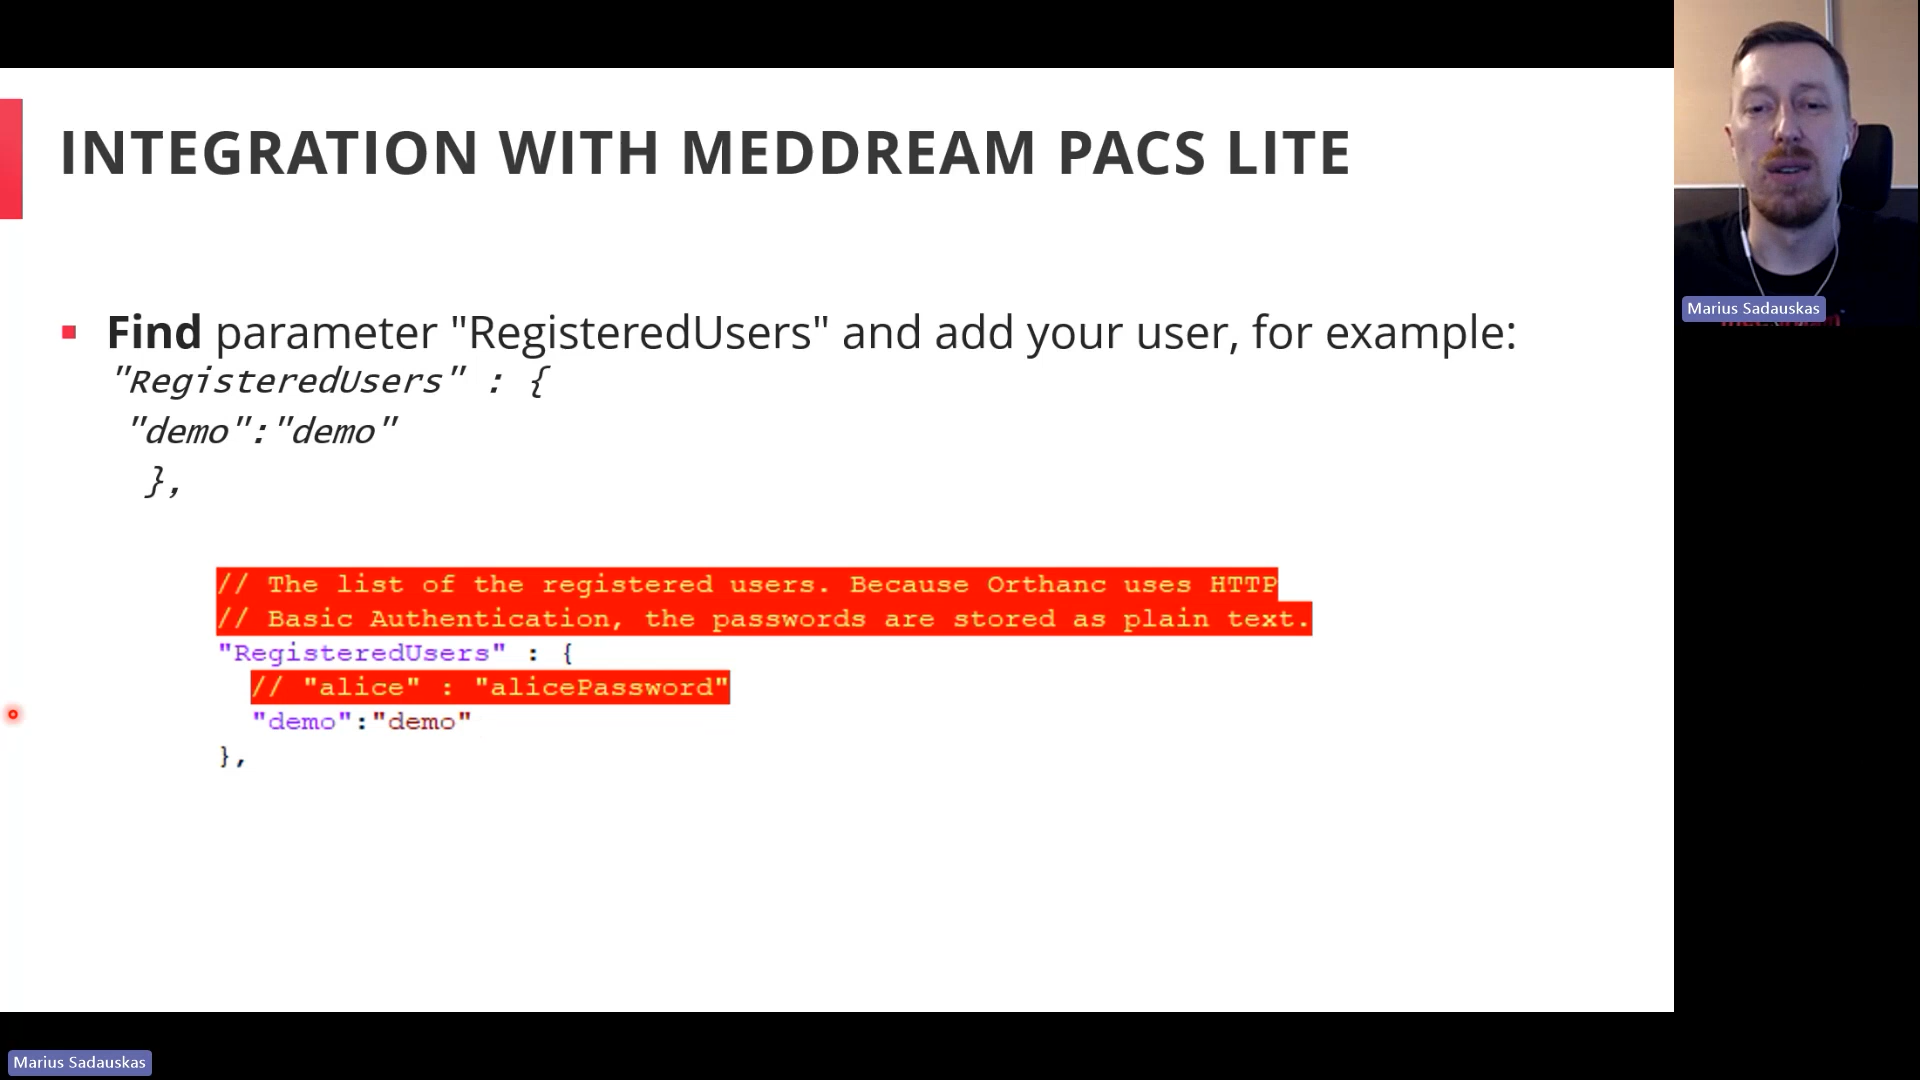 INTEGRATION WITH MEDDREAM PACS LITE
Find parameter "RegisteredUsers" and add your user, for example:
"RegisteredUsers" : {
"demo":"demo"
},
// The list of the registered users. Because Orthanc uses HTTP
// Basic Authentication, the passwords are stored as plain text.
"RegisteredUsers" : {
// "alice" : "alicePassword"
"demo":"demo"
},
Marius Sadauskas
Marius Sadauskas